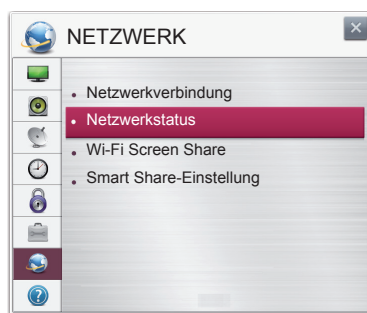 NETZWERK
Netzwerkverbindung
Netzwerkstatus
Wi-Fi Screen Share
Smart Share-Einstellung